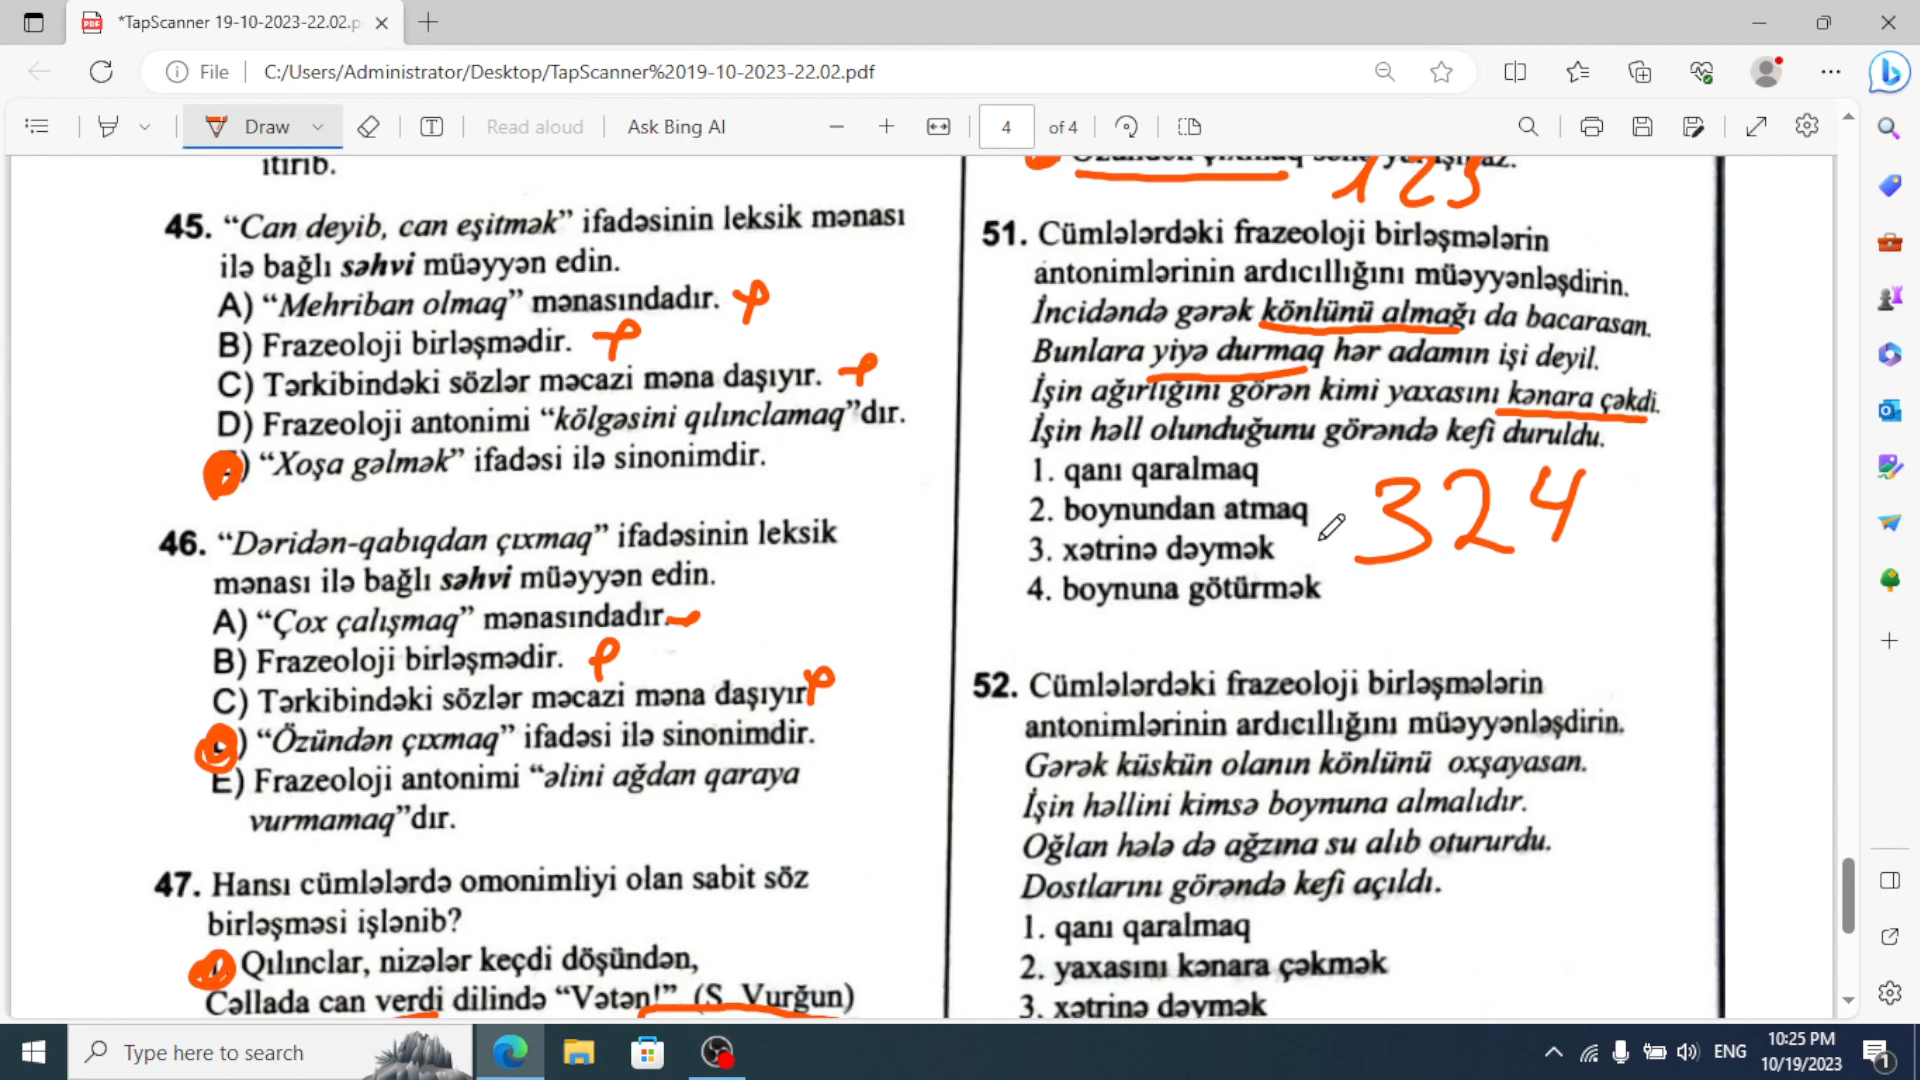 *TapScanner 19-10-2023-22.02.p
File
C:/Users/Administrator/Desktop/TapScanner%2019-10-2023-22.02.pdf
Draw
Read aloud
Ask Bing AI
4
of 4
itirib.
45. “Can deyib, can eşitmək” ifadəsinin leksik mənası
ilə bağlı səhvi müəyyən edin.
A) “Mehriban olmaq” mənasındadır.
B) Frazeoloji birləşmədir.
C) Tərkibindəki sözlər məcazi məna daşıyır.
D) Frazeoloji antonimi “kölgəsini qılınclamaq”dır.
) “Xoşa gəlmək” ifadəsi ilə sinonimdir.
46. “Dəridən-qabıqdan çıxmaq” ifadəsinin leksik
mənası ilə bağlı səhvi müəyyən edin.
A) “Çox çalışmaq” mənasındadır.
B) Frazeoloji birləşmədir.
C) Tərkibindəki sözlər məcazi məna daşıyır
) “Özündən çıxmaq” ifadəsi ilə sinonimdir.
E) Frazeoloji antonimi “əlini ağdan qaraya
vurmamaq”dır.
47. Hansı cümlələrdə omonimliyi olan sabit söz
birləşməsi işlənib?
Qılınclar, nizələr keçdi döşündən,
Cəllada can verdi dilində “Vətən!” (S. Vurğun)
Özündən çıxmaq
123
51. Cümlələrdəki frazeoloji birləşmələrin
antonimlərinin ardıcıllığını müəyyənləşdirin.
İncidəndə gərək könlünü almağı da bacarasan.
Bunlara yiyə durmaq hər adamın işi deyil.
İşin ağırlığını görən kimi yaxasını kənara çəkdi.
İşin həll olunduğunu görəndə kefi duruldu.
1. qanı qaralmaq
2. boynundan atmaq
3. xətrinə dəymək
4. boynuna götürmək
324
52. Cümlələrdəki frazeoloji birləşmələrin
antonimlərinin ardıcıllığını müəyyənləşdirin.
Gərək küskün olanın könlünü oxşayasan.
İşin həllini kimsə boynuna almalıdır.
Oğlan hələ də ağzına su alıb otururdu.
Dostlarını görəndə kefi açıldı.
1. qanı qaralmaq
2. yaxasını kənara çəkmək
3. xətrinə dəymək
Type here to search
ENG
10:25 PM
10/19/2023
1